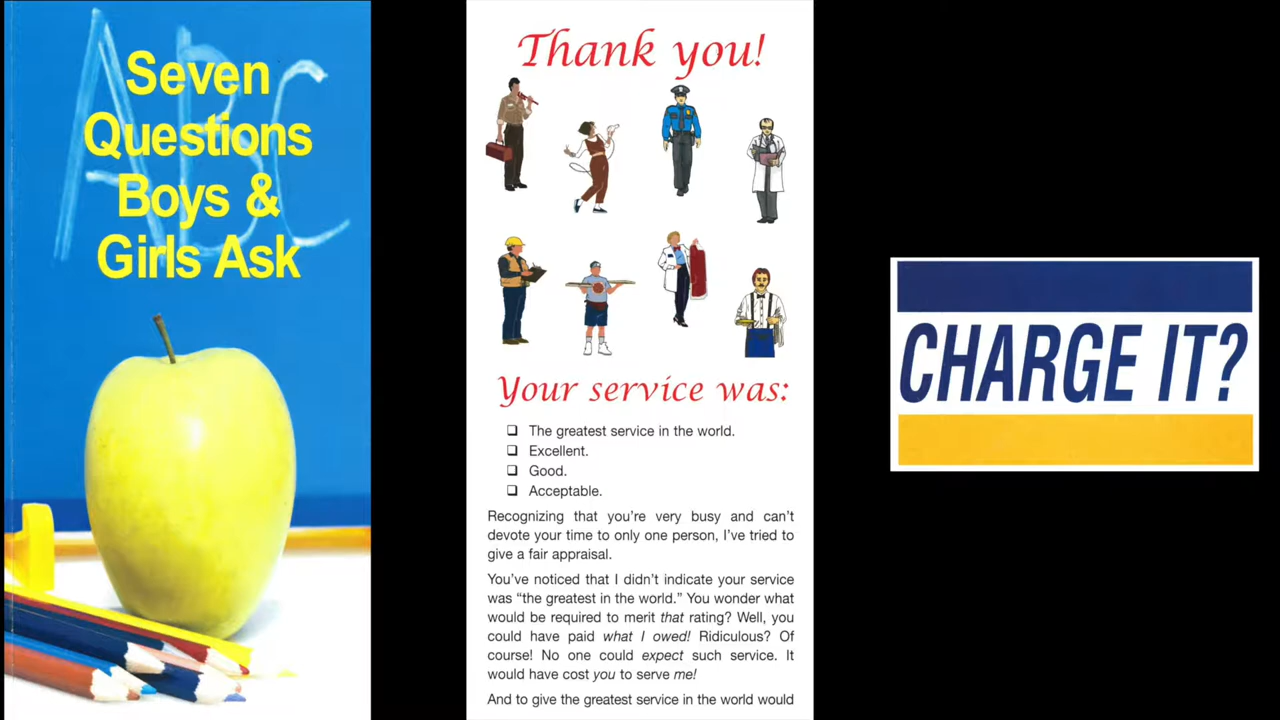 Seven
Questions
Boys &
Girls Ask
ABC
Thank you!
Your service was:
❑ The greatest service in the world.
❑ Excellent.
❑ Good.
❑ Acceptable.
Recognizing that you’re very busy and can’t
devote your time to only one person, I’ve tried to
give a fair appraisal.
You’ve noticed that I didn’t indicate your service
was “the greatest in the world.” You wonder what
would be required to merit that rating? Well, you
could have paid what I owed! Ridiculous? Of
course! No one could expect such service. It
would have cost you to serve me!
And to give the greatest service in the world would
CHARGE IT?